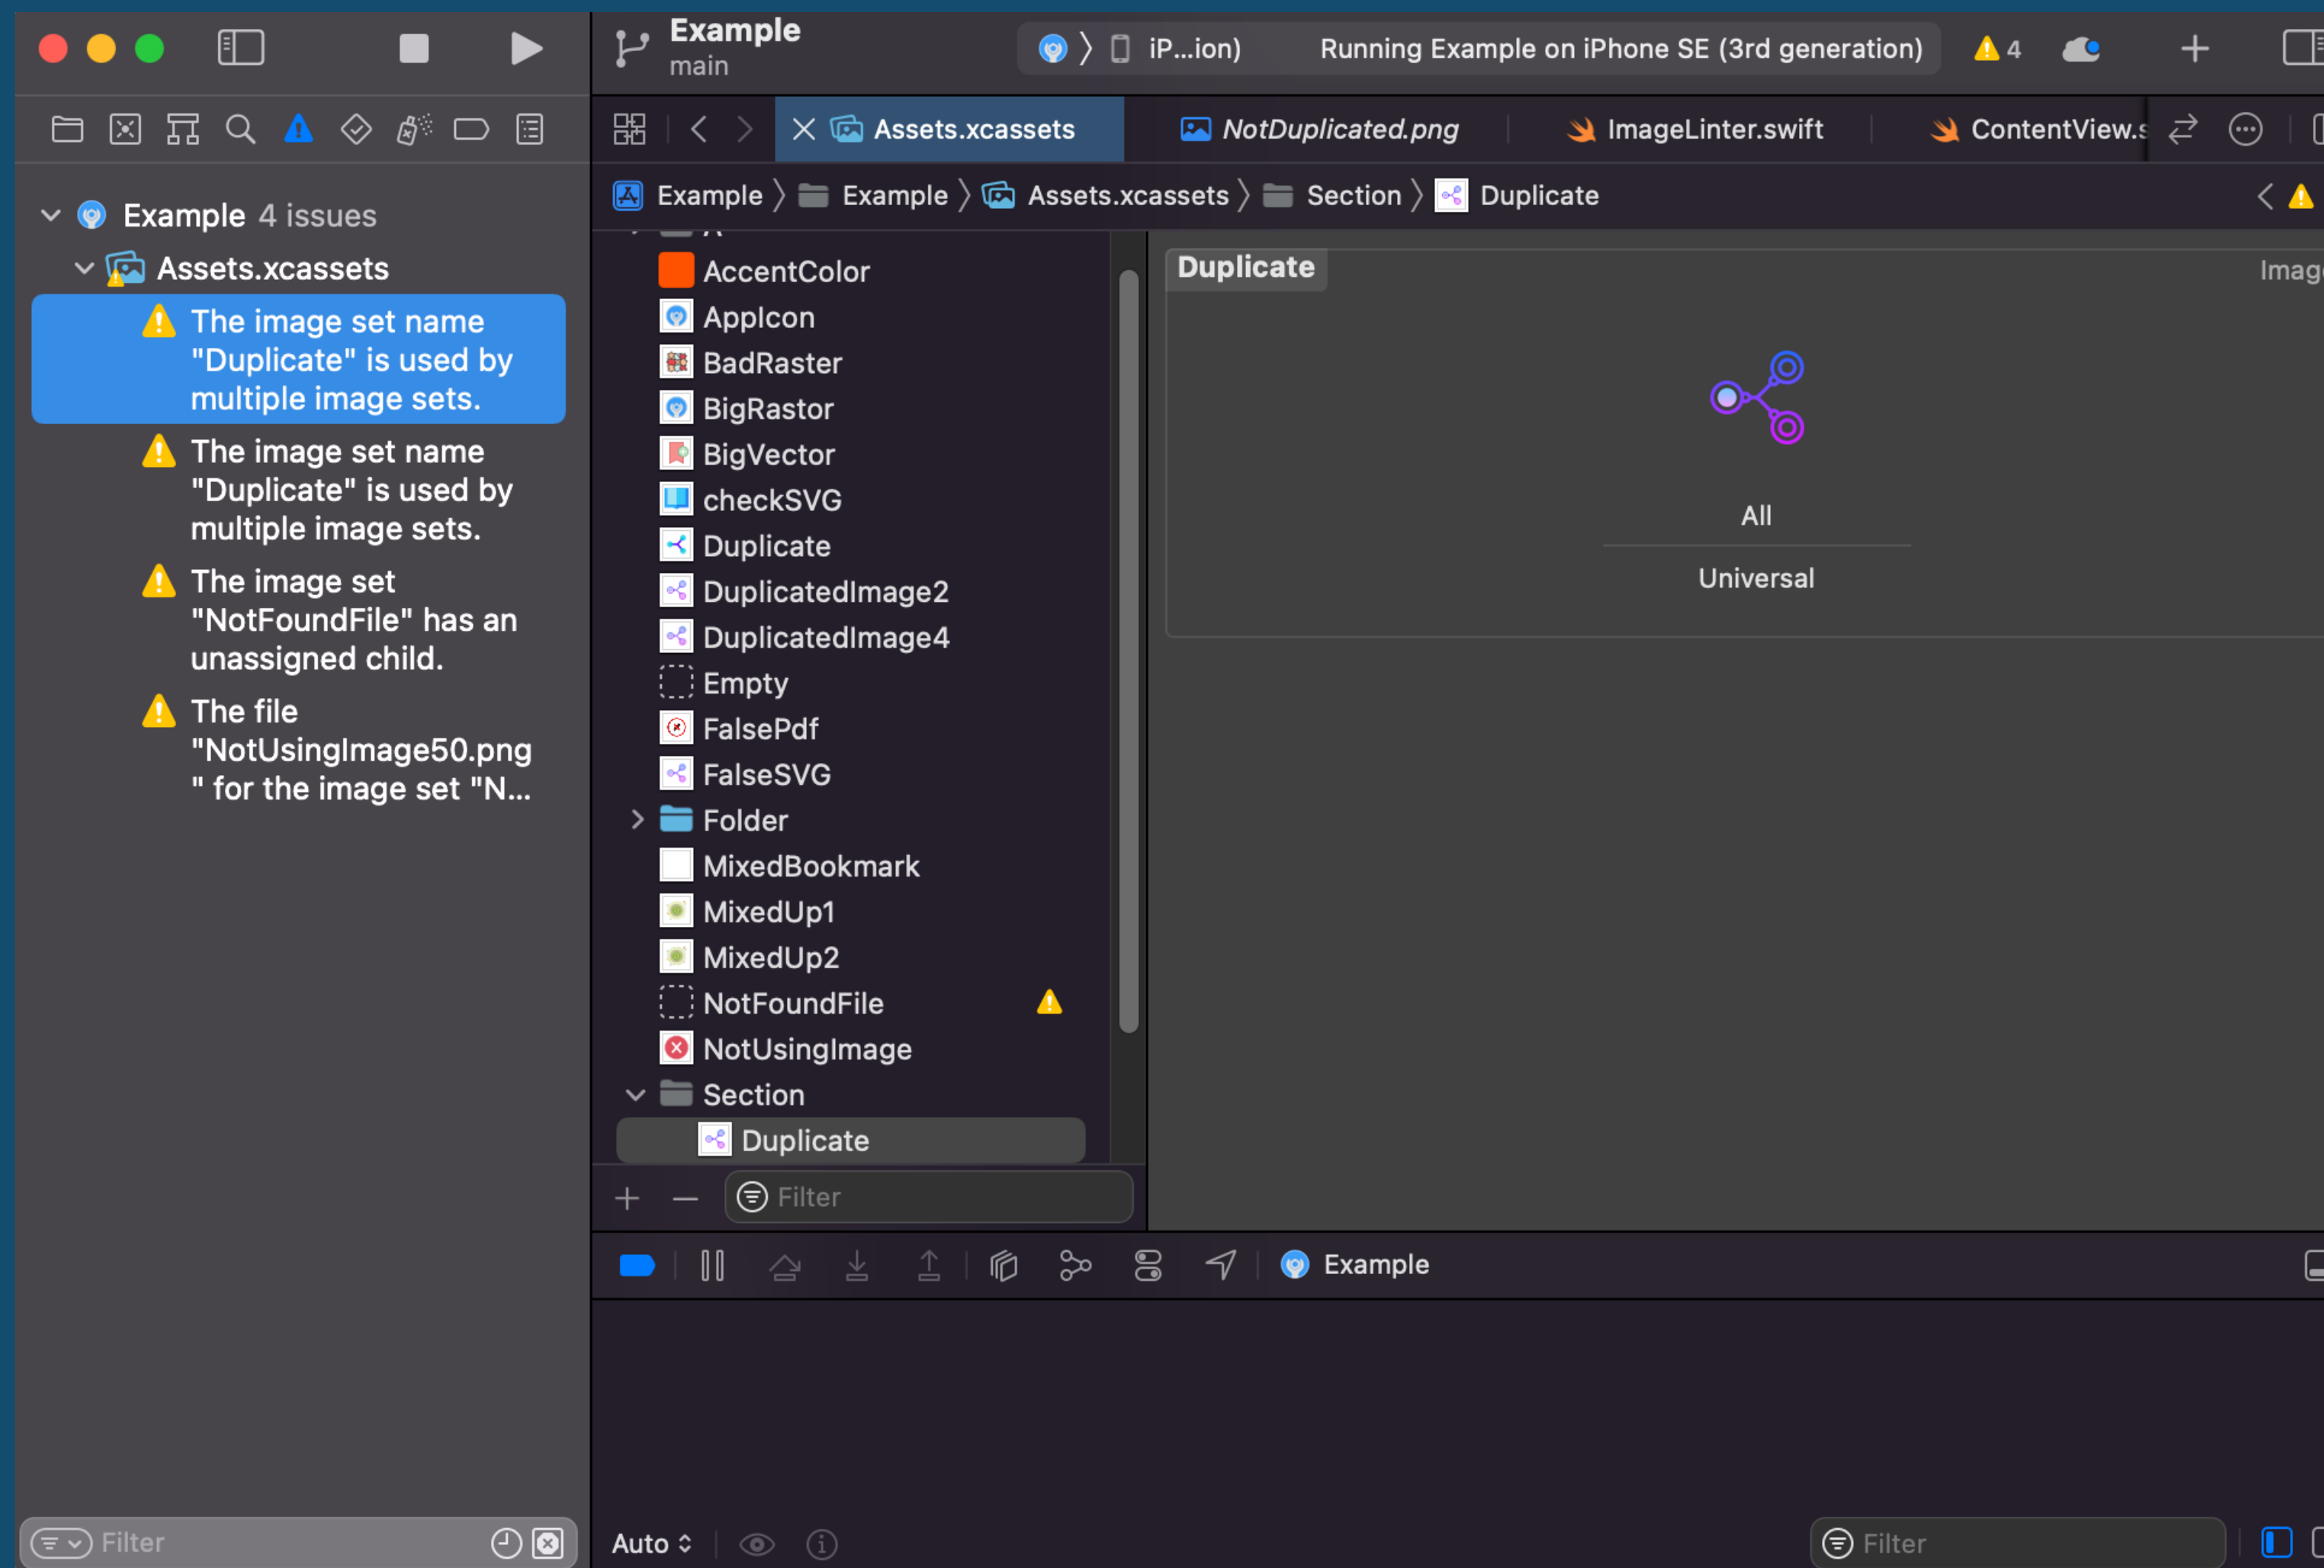 Example
main
iP...ion)
Running Example on iPhone SE (3rd generation)
4
Assets.xcassets
NotDuplicated.png
ImageLinter.swift
ContentView.s
Example
Example
Assets.xcassets
Section
Duplicate
Example 4 issues
Assets.xcassets
The image set name
"Duplicate" is used by
multiple image sets.
The image set name
"Duplicate" is used by
multiple image sets.
The image set
"NotFoundFile" has an
unassigned child.
The file
"NotUsingImage50.png
" for the image set "N...
Filter
AccentColor
AppIcon
BadRaster
BigRastor
BigVector
checkSVG
Duplicate
DuplicatedImage2
DuplicatedImage4
Empty
FalsePdf
FalseSVG
Folder
MixedBookmark
MixedUp1
MixedUp2
NotFoundFile
NotUsingImage
Section
Duplicate
Filter
Duplicate
Imag
All
Universal
Example
Auto
Filter